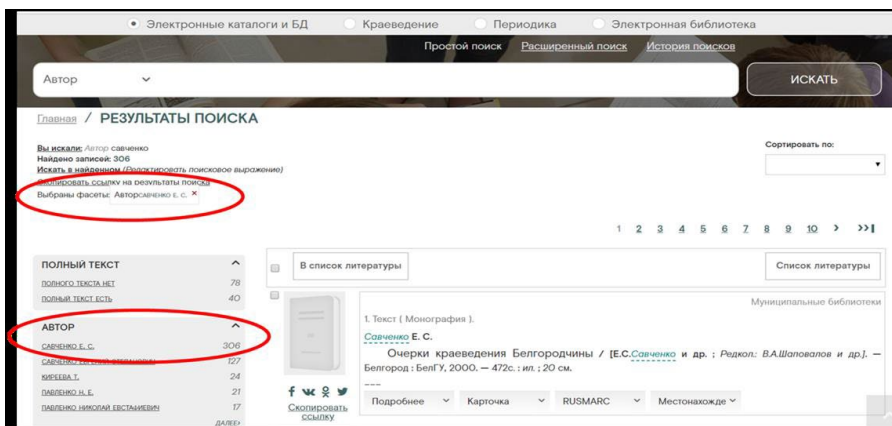 Электронные каталоги и БД Краеведение Периодика Электронная библиотека
Простой поиск Расширенный поиск История поисков
Автор ИСКАТЬ
Главная / РЕЗУЛЬТАТЫ ПОИСКА
Вы искали: Автор савченко
Найдено записей: 306
Искать в найденном (Редактировать поисковое выражение)
Скопировать ссылку на результаты поиска
Выбраны фасеты: Автор САВЧЕНКО Е. С. ×
Сортировать по:
1 2 3 4 5 6 7 8 9 10
ПОЛНЫЙ ТЕКСТ
ПОЛНОГО ТЕКСТА НЕТ 78
ПОЛНЫЙ ТЕКСТ ЕСТЬ 40
АВТОР
САВЧЕНКО Е. С. 306
САВЧЕНКО ЕВГЕНИЙ СТЕПАНОВИЧ 127
КИРЕЕВА Т. 24
ПАВЛЕНКО Н. Е. 21
ПАВЛЕНКО НИКОЛАЙ ЕВСТАФИЕВИЧ 17
ДАЛЕЕ>
В список литературы Список литературы
Муниципальные библиотеки
1. Текст ( Монография ).
Савченко Е. С.
Очерки краеведения Белгородчины / [Е.С.Савченко и др. ; Редкол: В.А.Шаповалов и др.]. —
Белгород : БелГУ, 2000. — 472с. : ил. ; 20 см.
---
Подробнее Карточка RUSMARC Местонахожде
Скопировать
ссылку